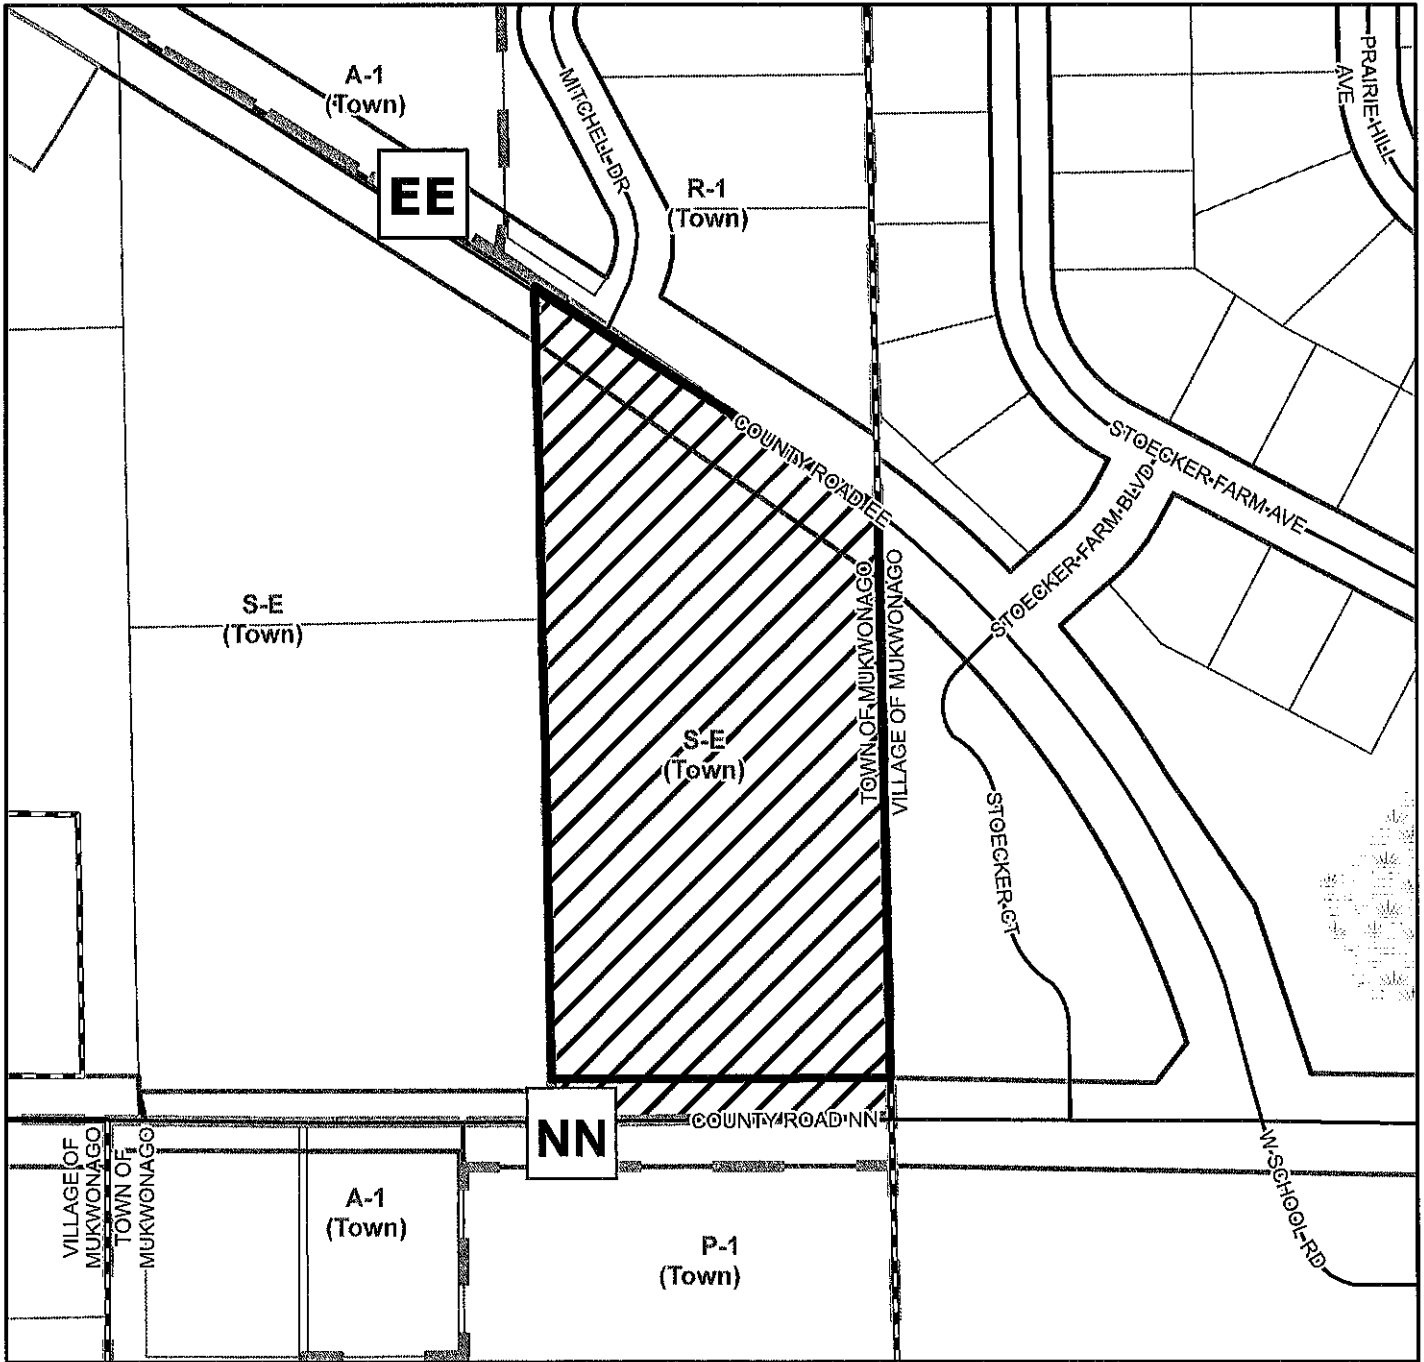 A-1
(Town)
EE
MITCHELL DR
R-1
(Town)
PRAIRIE HILL
AVE
COUNTY ROAD EE
STOECKER FARM AVE
STOECKER FARM BLVD
S-E
(Town)
TOWN OF MUKWONAGO
VILLAGE OF MUKWONAGO
S-E
(Town)
STOECKER CT
NN
COUNTY ROAD NN
VILLAGE OF
MUKWONAGO
TOWN OF
MUKWONAGO
A-1
(Town)
P-1
(Town)
W SCHOOL RD